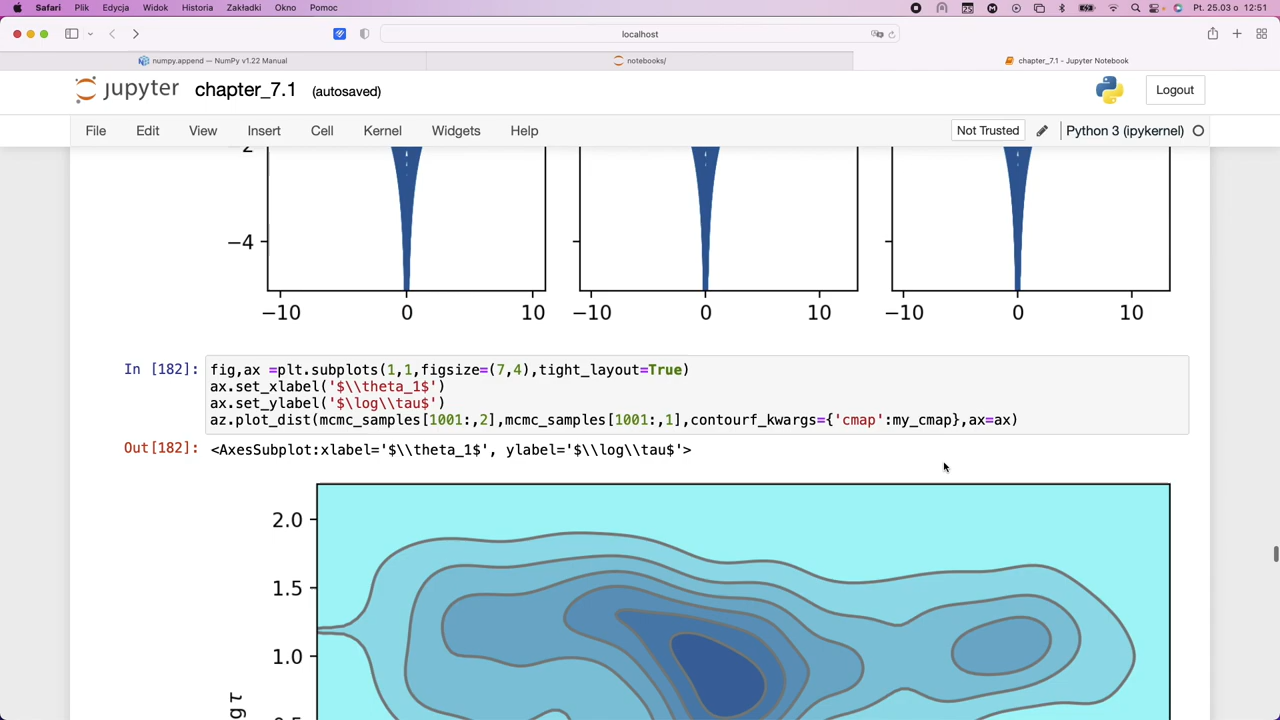 Safari Plik Edycja Widok Historia Zakładki Okno Pomoc Pt. 25.03 o 12:51
localhost
numpy.append — NumPy v1.22 Manual notebooks/ chapter_7.1 - Jupyter Notebook
jupyter chapter_7.1 (autosaved) Logout
File Edit View Insert Cell Kernel Widgets Help Not Trusted Python 3 (ipykernel)
−2
−4
−10 0 10 −10 0 10 −10 0 10
In [182]: fig,ax =plt.subplots(1,1,figsize=(7,4),tight_layout=True)
ax.set_xlabel('$\\theta_1$')
ax.set_ylabel('$\log\\tau$')
az.plot_dist(mcmc_samples[1001:,2],mcmc_samples[1001:,1],contourf_kwargs={'cmap':my_cmap},ax=ax)
Out[182]: <AxesSubplot:xlabel='$\\theta_1$', ylabel='$\\log\\tau$'>
2.0
1.5
1.0
0.5
g τ